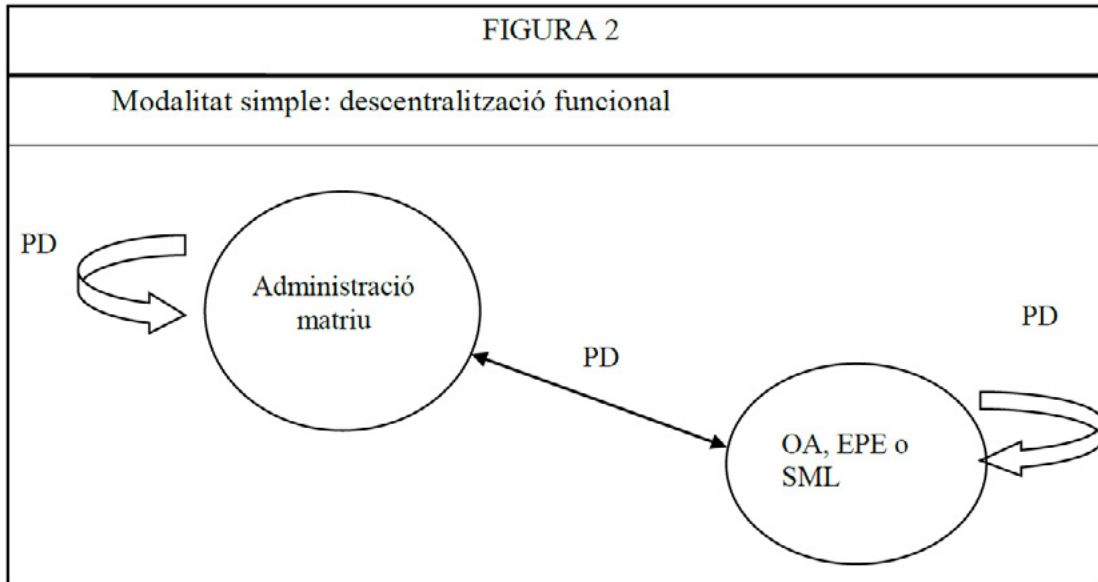 FIGURA 2
Modalitat simple: descentralització funcional
PD
Administració
matriu
PD
PD
OA, EPE o
SML